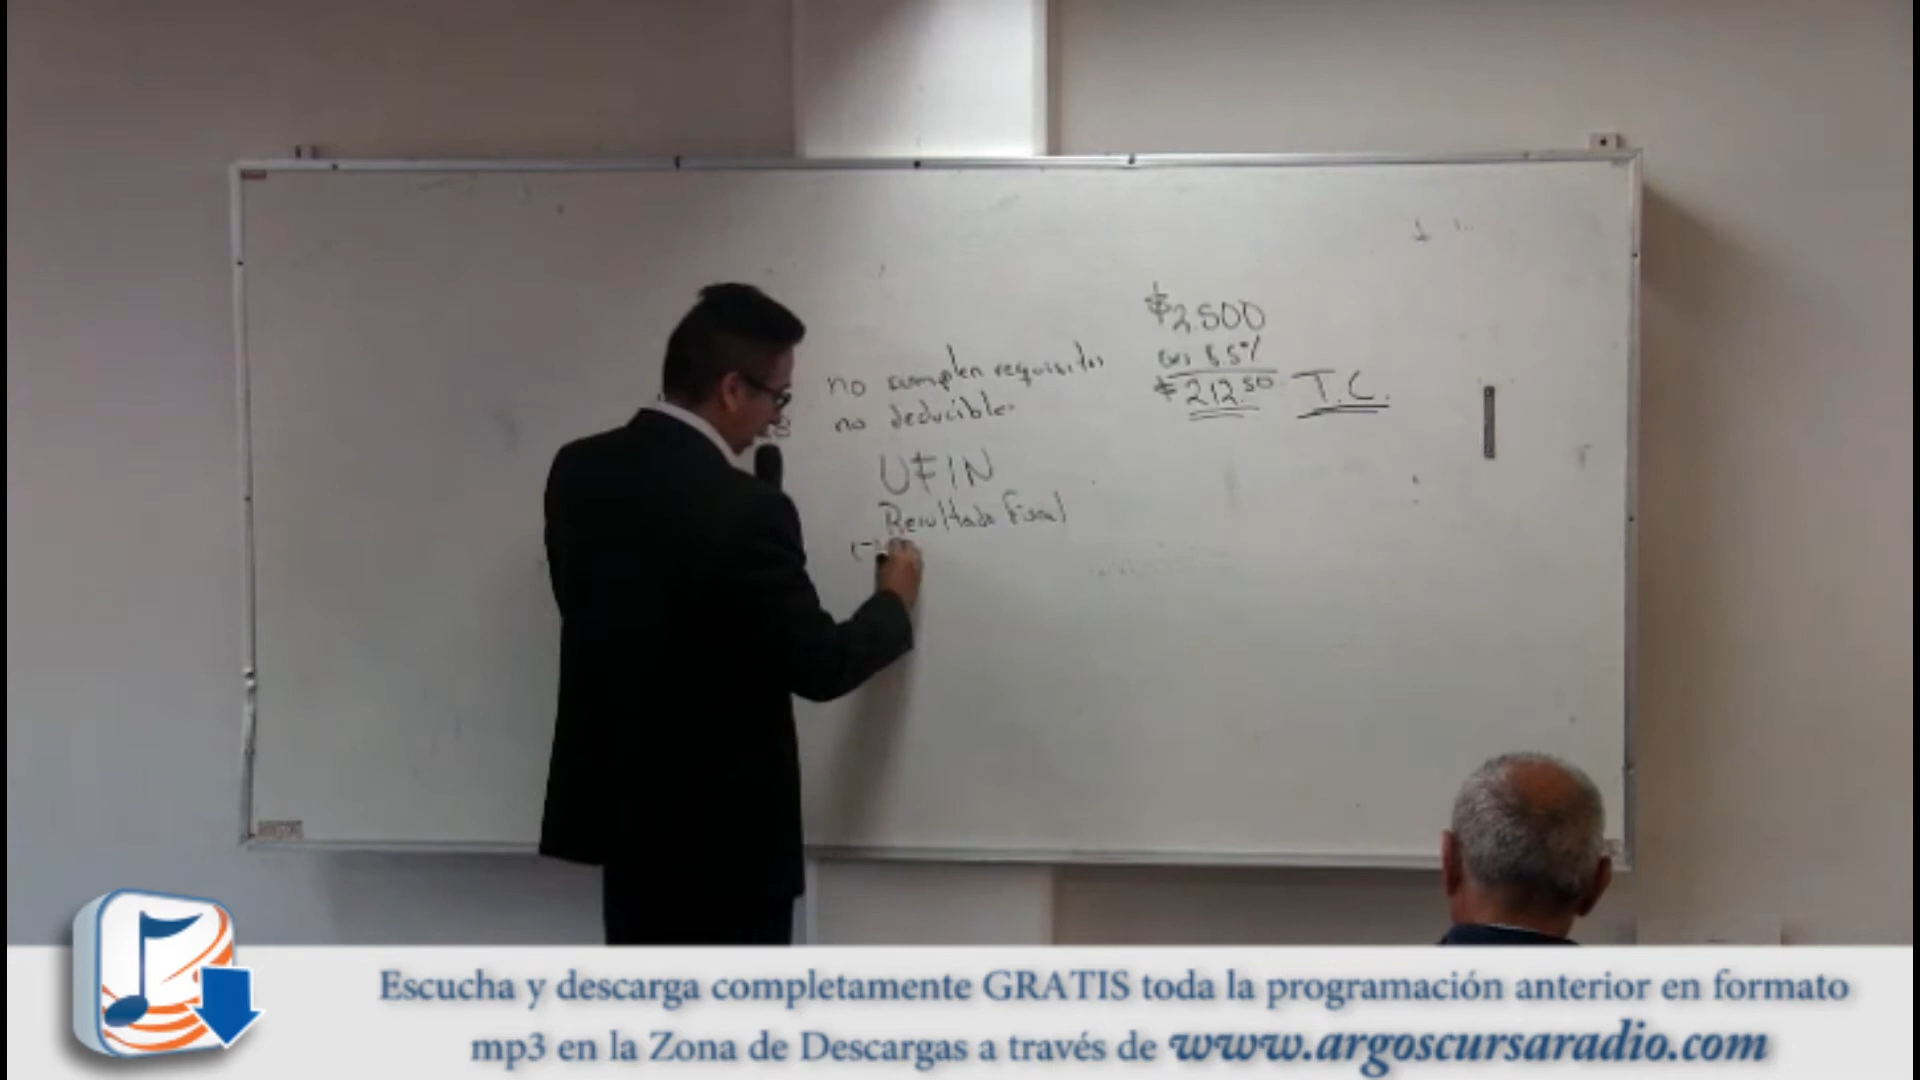 $2,500
(x) 8.5%
$212.50 T.C.
no cumplen requisitos
no deducibles
UFIN
Resultado Fiscal
(-)
Escucha y descarga completamente GRATIS toda la programación anterior en formato
mp3 en la Zona de Descargas a través de www.argoscursaradio.com